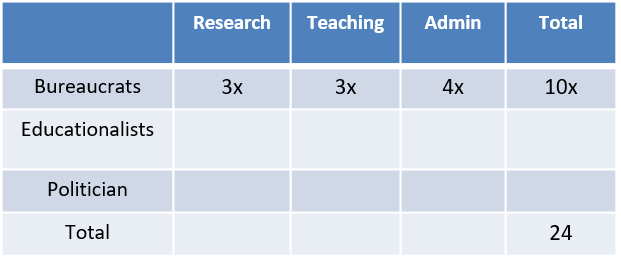 Research Teaching Admin Total
Bureaucrats 3x 3x 4x 10x
Educationalists
Politician
Total 24